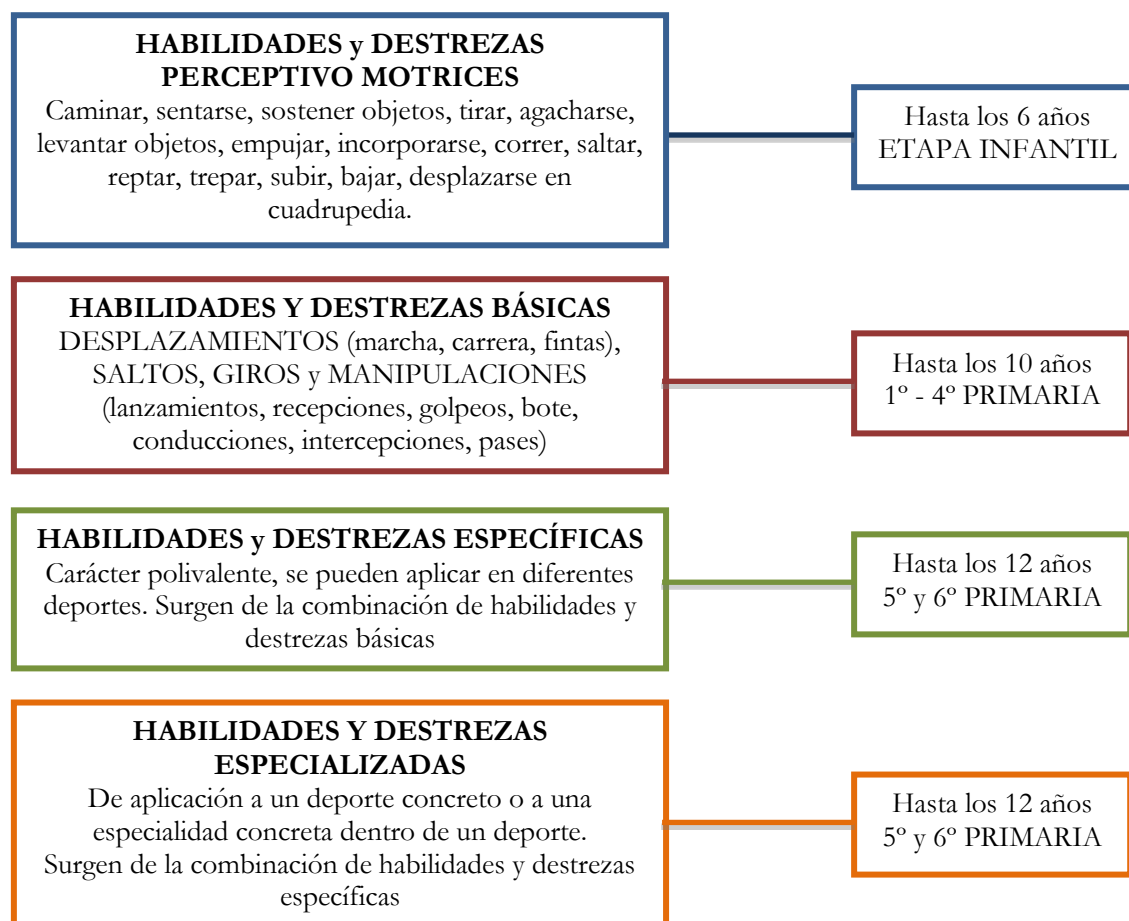 HABILIDADES y DESTREZAS
PERCEPTIVO MOTRICES
Caminar, sentarse, sostener objetos, tirar, agacharse,
levantar objetos, empujar, incorporarse, correr, saltar,
reptar, trepar, subir, bajar, desplazarse en
cuadrupedia.
Hasta los 6 años
ETAPA INFANTIL
HABILIDADES Y DESTREZAS BÁSICAS
DESPLAZAMIENTOS (marcha, carrera, fintas),
SALTOS, GIROS y MANIPULACIONES
(lanzamientos, recepciones, golpeos, bote,
conducciones, intercepciones, pases)
Hasta los 10 años
1º - 4º PRIMARIA
HABILIDADES y DESTREZAS ESPECÍFICAS
Carácter polivalente, se pueden aplicar en diferentes
deportes. Surgen de la combinación de habilidades y
destrezas básicas
Hasta los 12 años
5º y 6º PRIMARIA
HABILIDADES Y DESTREZAS
ESPECIALIZADAS
De aplicación a un deporte concreto o a una
especialidad concreta dentro de un deporte.
Surgen de la combinación de habilidades y destrezas
específicas
Hasta los 12 años
5º y 6º PRIMARIA